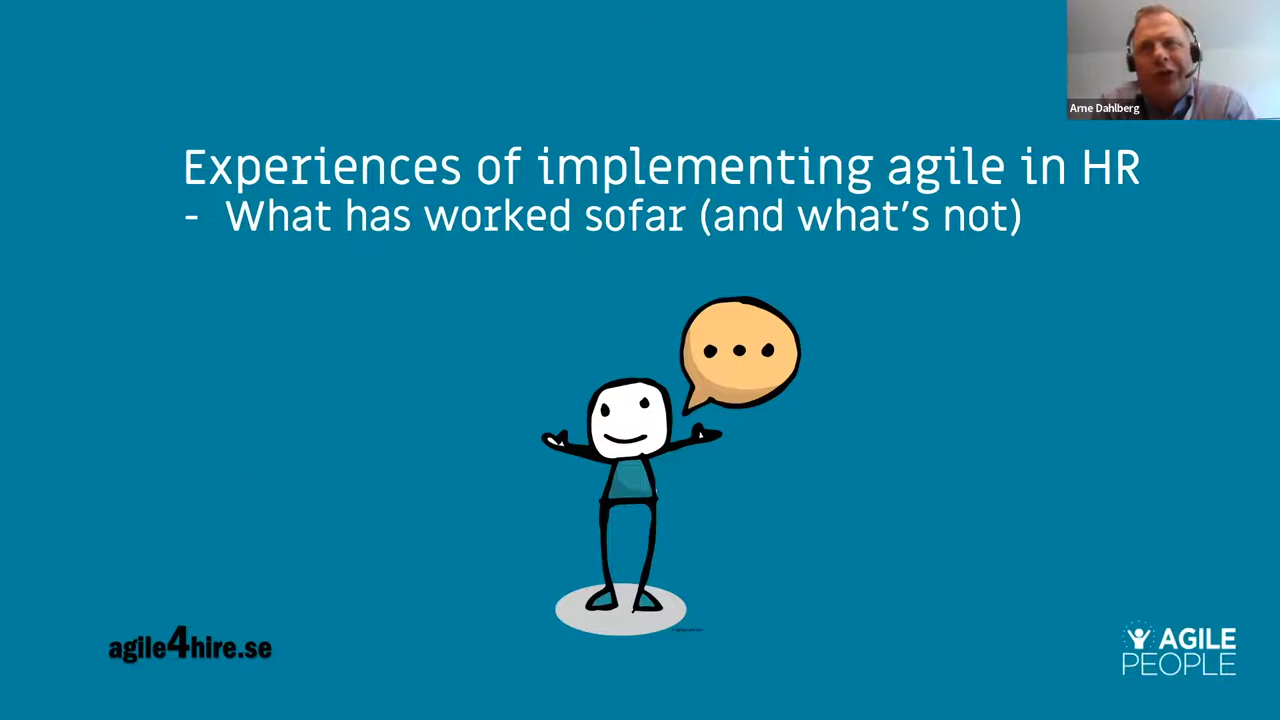 Arne Dahlberg
Experiences of implementing agile in HR
- What has worked sofar (and what's not)
agile4hire.se
AGILE
PEOPLE